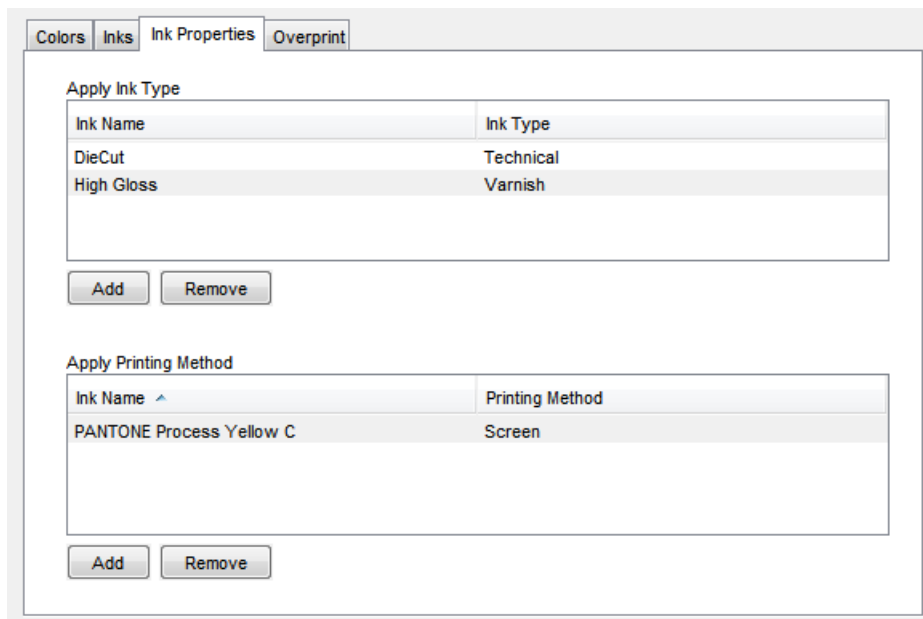 Colors Inks Ink Properties Overprint
Apply Ink Type
Ink Name Ink Type
DieCut Technical
High Gloss Varnish
Add Remove
Apply Printing Method
Ink Name Printing Method
PANTONE Process Yellow C Screen
Add Remove